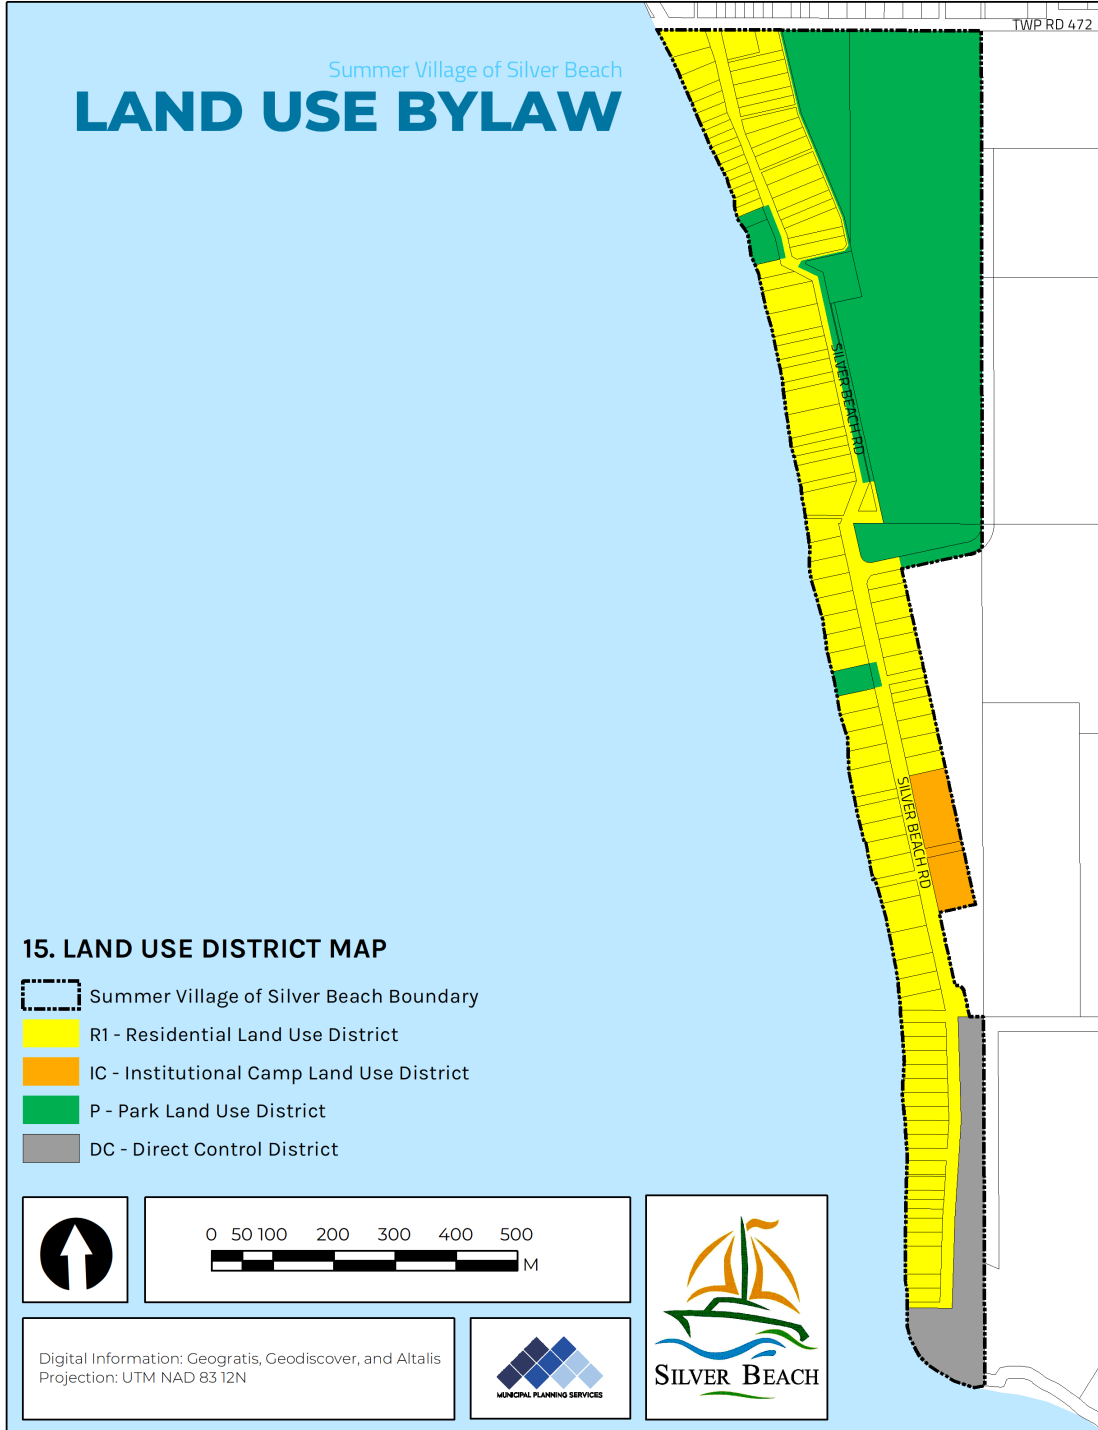 TWP RD 472
Summer Village of Silver Beach
LAND USE BYLAW
SILVER BEACH RD
SILVER BEACH RD
15. LAND USE DISTRICT MAP
Summer Village of Silver Beach Boundary
R1 - Residential Land Use District
IC - Institutional Camp Land Use District
P - Park Land Use District
DC - Direct Control District
0 50 100 200 300 400 500
M
Digital Information: Geogratis, Geodiscover, and Altalis
Projection: UTM NAD 83 12N
MUNICIPAL PLANNING SERVICES
SILVER BEACH